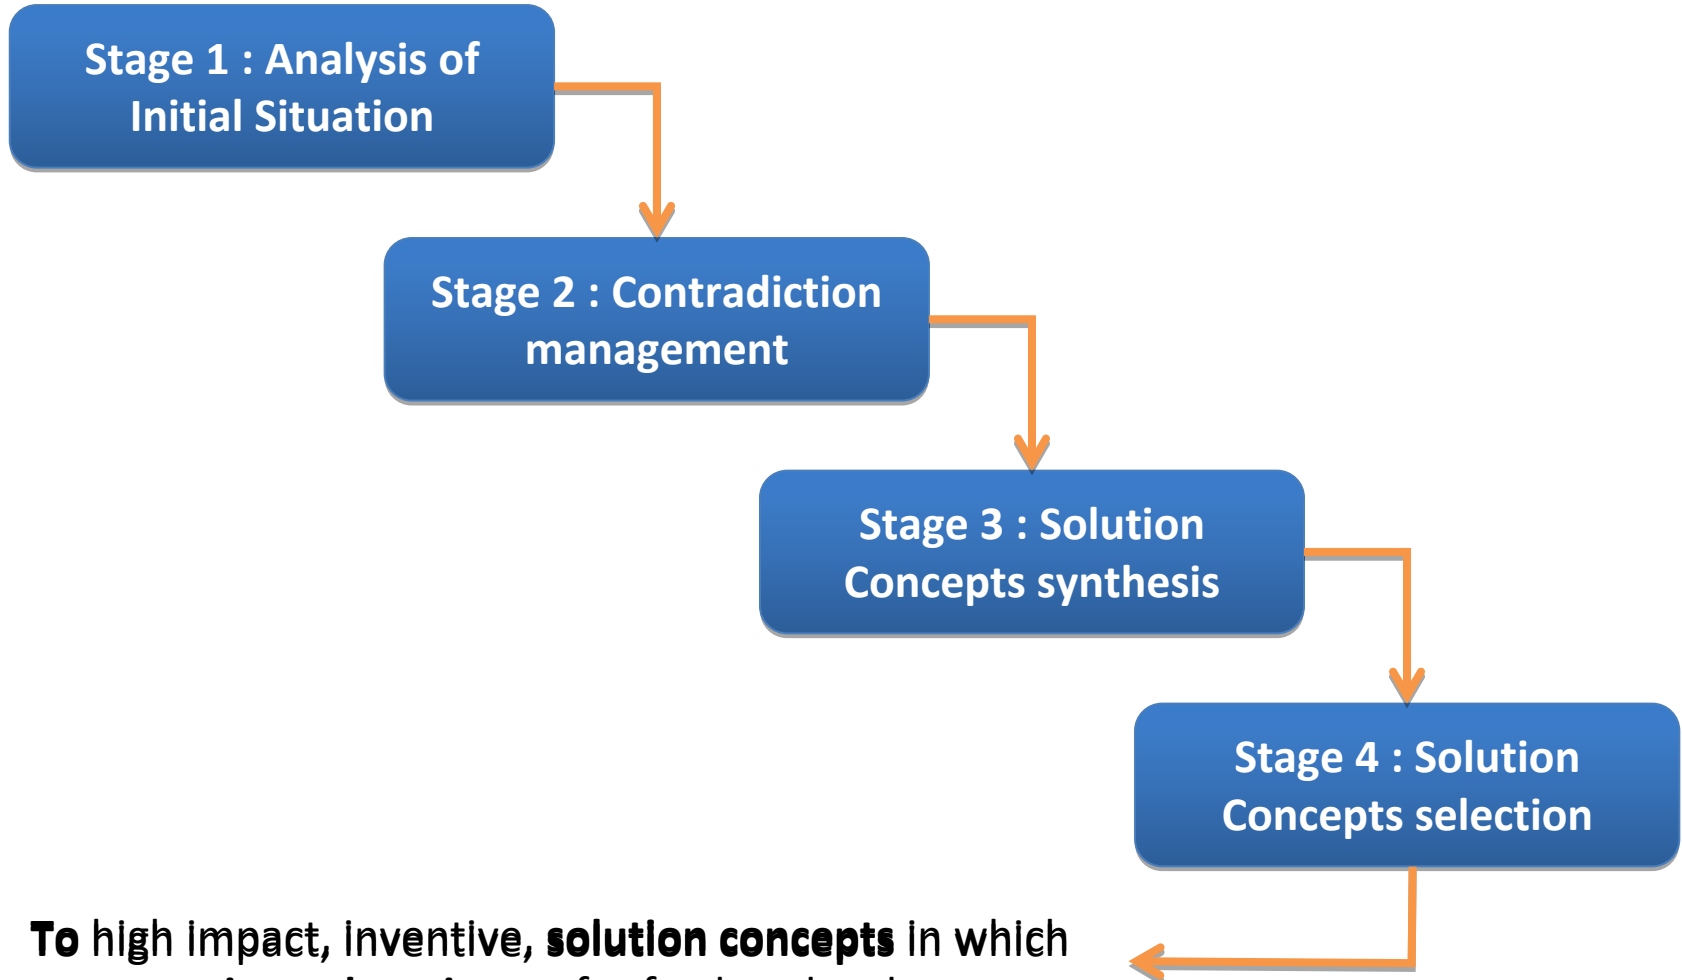 Stage 1 : Analysis of
Initial Situation
Stage 2 : Contradiction
management
Stage 3 : Solution
Concepts synthesis
Stage 4 : Solution
Concepts selection
To high impact, inventive, solution concepts in which